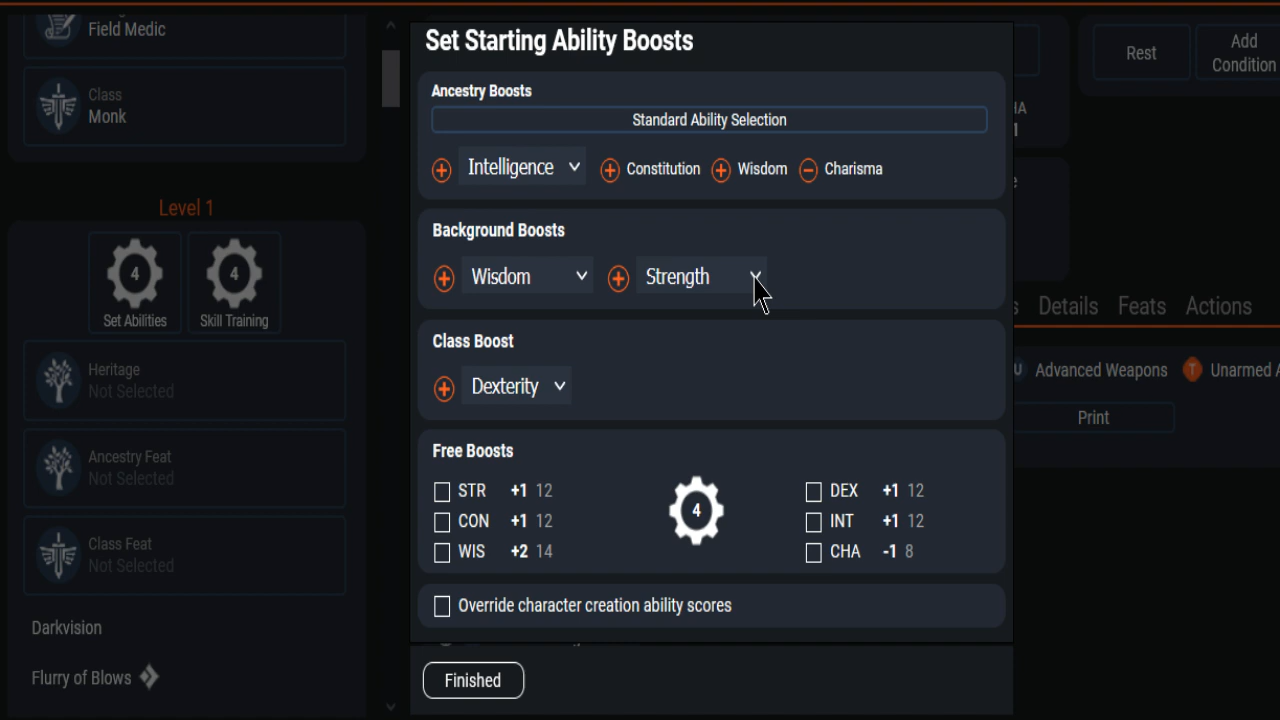 Field Medic
Class
Monk
Level 1
4
Set Abilities
4
Skill Training
Heritage
Not Selected
Ancestry Feat
Not Selected
Class Feat
Not Selected
Darkvision
Flurry of Blows
Set Starting Ability Boosts
Ancestry Boosts
Standard Ability Selection
Intelligence Constitution Wisdom Charisma
Background Boosts
Wisdom Strength
Class Boost
Dexterity
Free Boosts
STR +1 12
CON +1 12
WIS +2 14
4
DEX +1 12
INT +1 12
CHA -1 8
Override character creation ability scores
Finished
Rest
Add
Condition
Details Feats Actions
U Advanced Weapons T Unarmed
Print